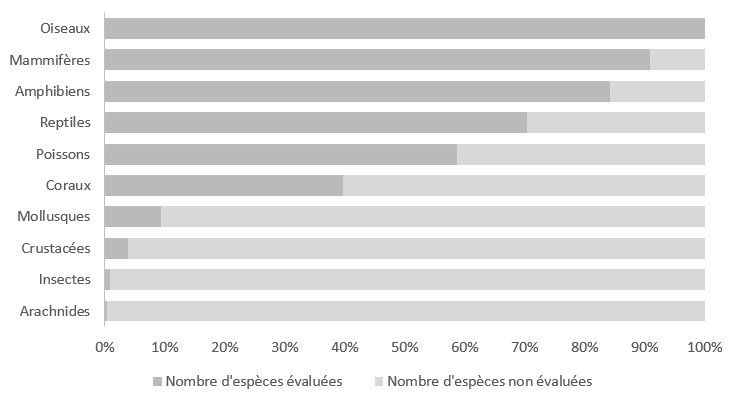 Oiseaux
Mammifères
Amphibiens
Reptiles
Poissons
Coraux
Mollusques
Crustacées
Insectes
Arachnides
0% 10% 20% 30% 40% 50% 60% 70% 80% 90% 100%
Nombre d'espèces évaluées Nombre d'espèces non évaluées